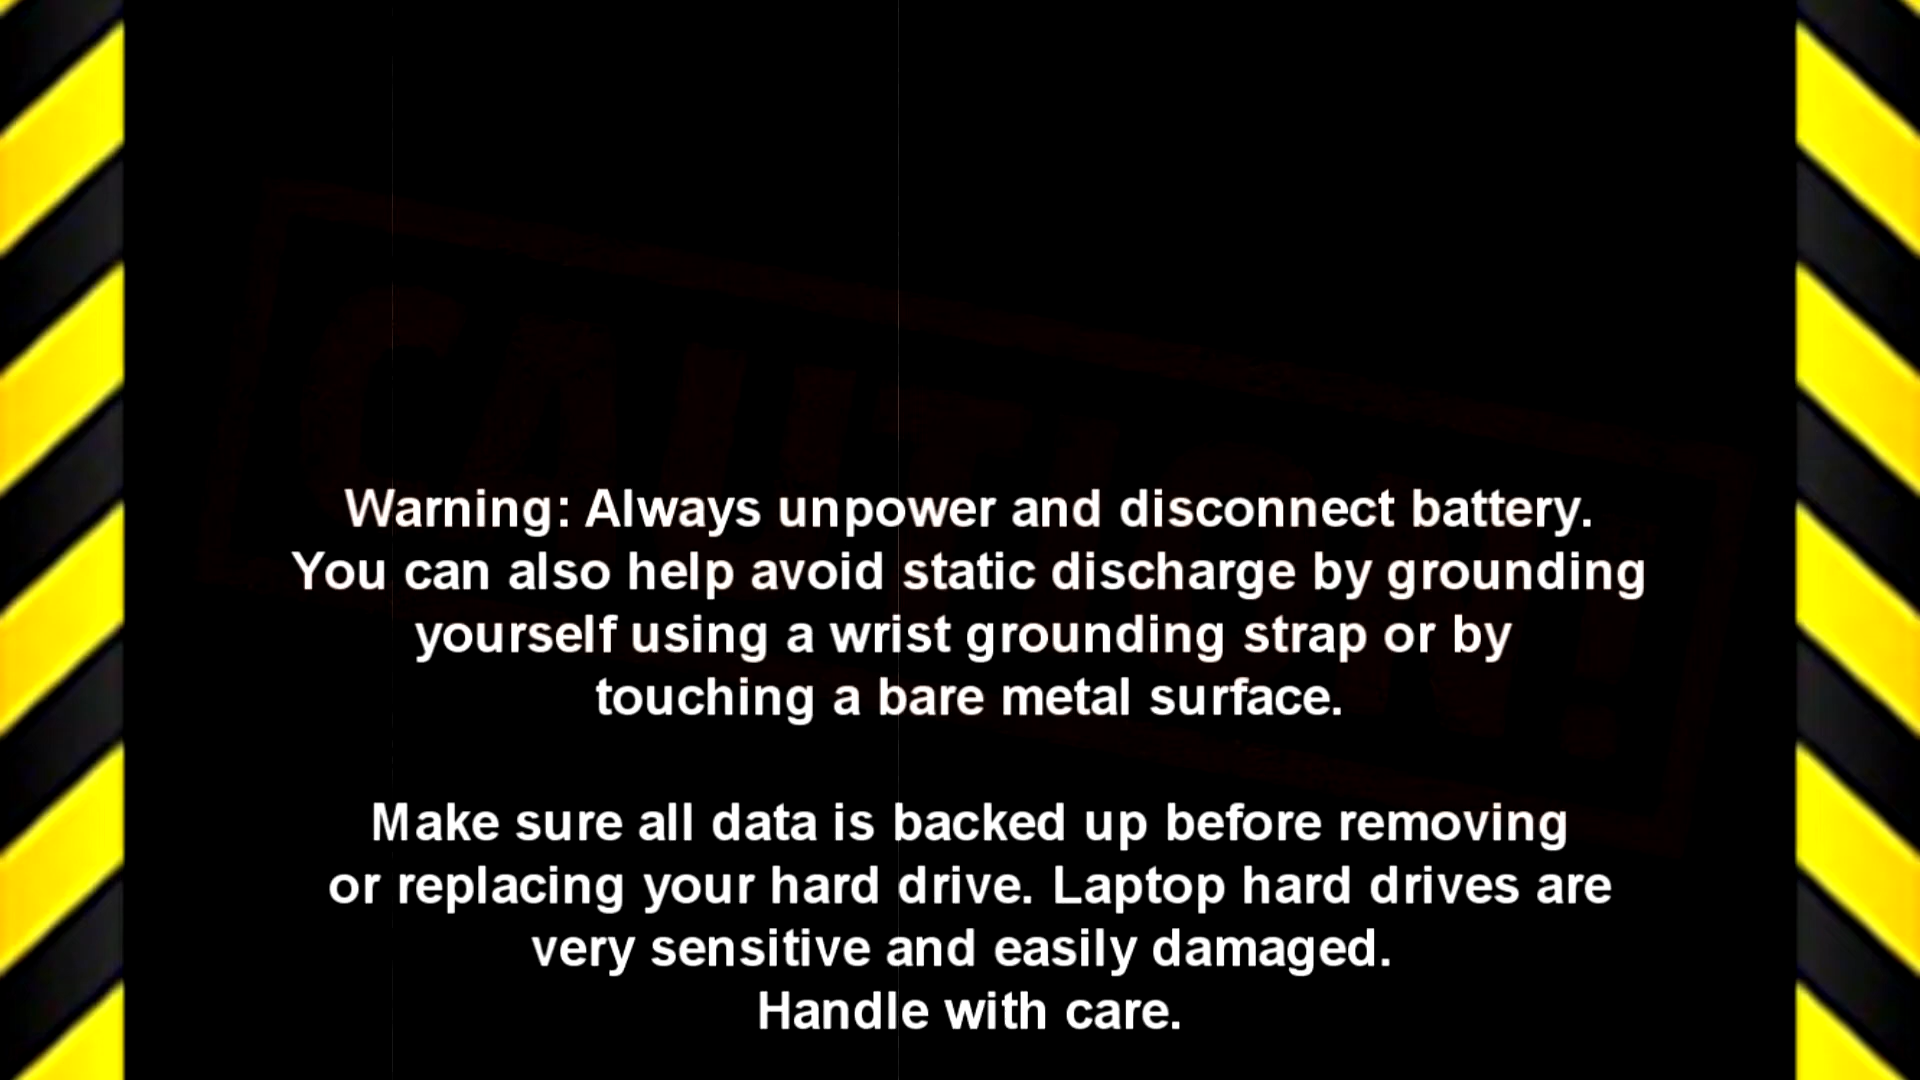 CAUTION!
Warning: Always unpower and disconnect battery.
You can also help avoid static discharge by grounding
yourself using a wrist grounding strap or by
touching a bare metal surface.
Make sure all data is backed up before removing
or replacing your hard drive. Laptop hard drives are
very sensitive and easily damaged.
Handle with care.